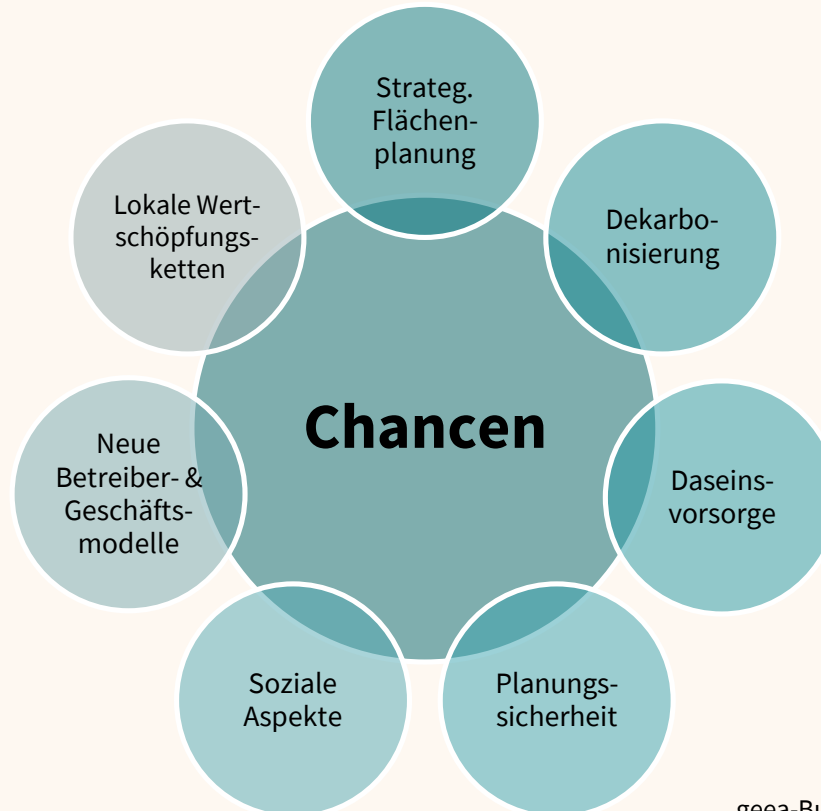 Strateg.
Flächen-
planung
Dekarbo-
nisierung
Daseins-
vorsorge
Planungs-
sicherheit
Soziale
Aspekte
Neue
Betreiber- &
Geschäfts-
modelle
Lokale Wert-
schöpfungs-
ketten
Chancen